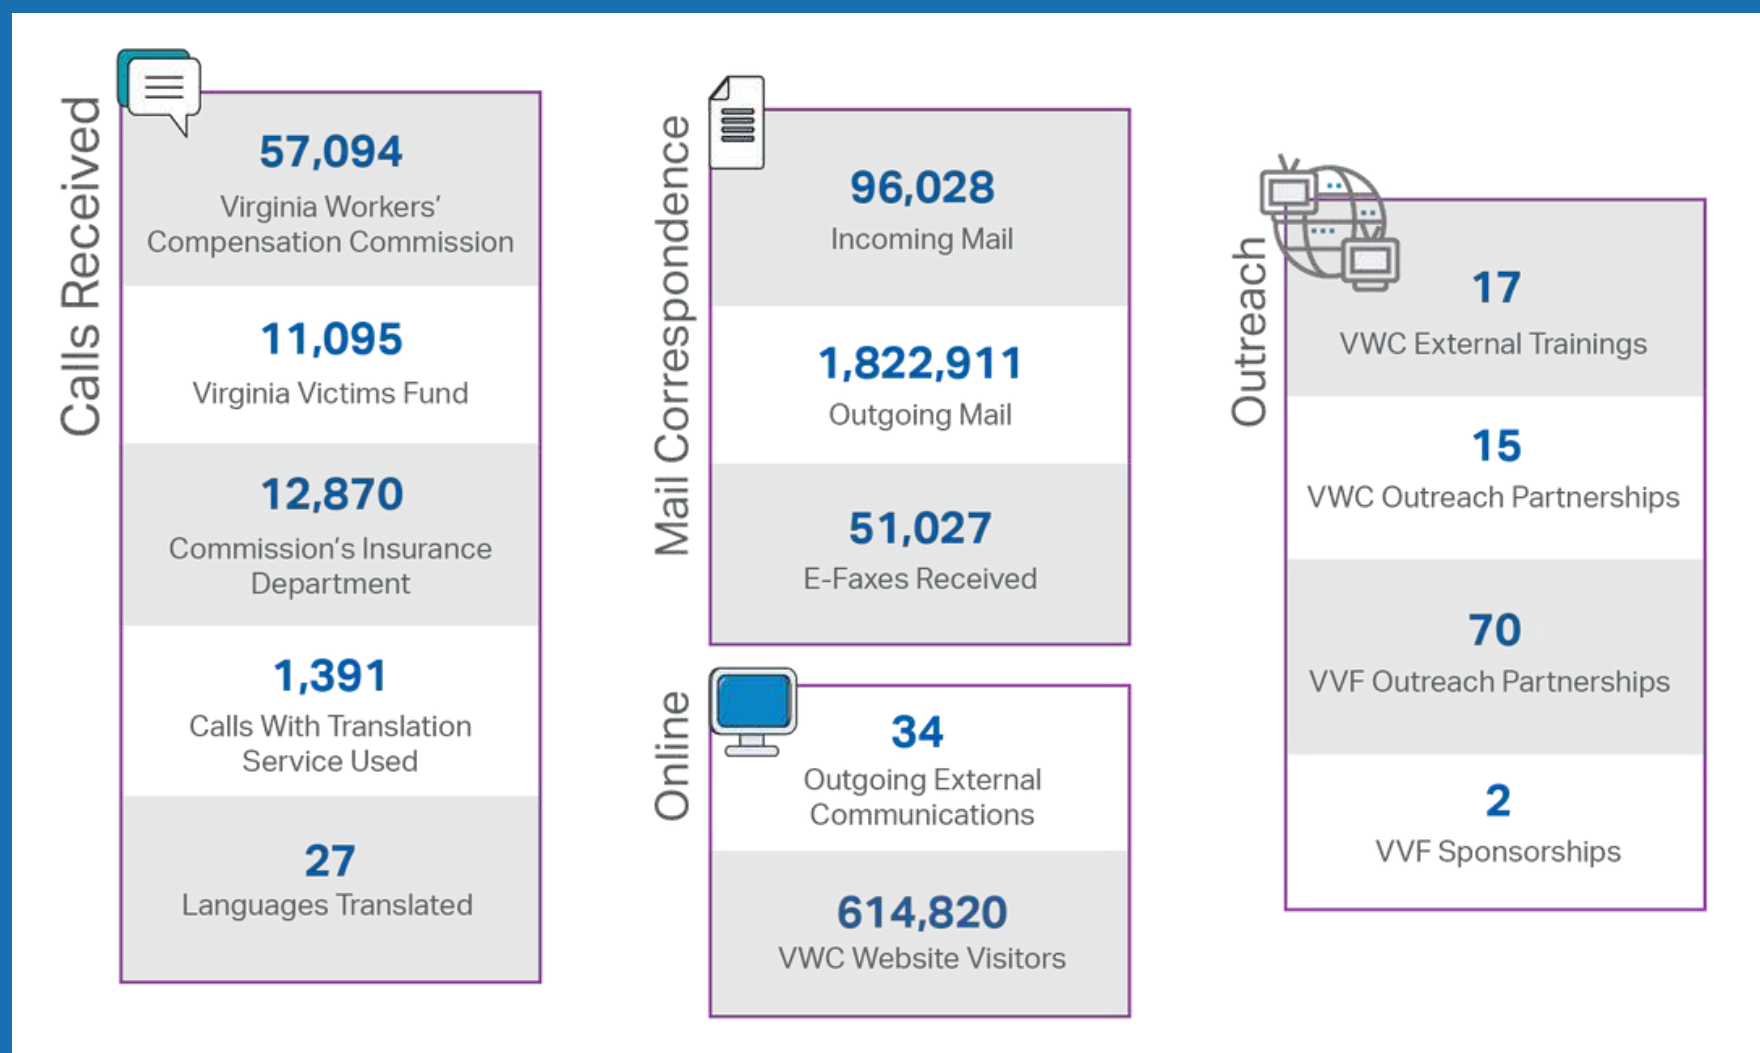 Calls Received
57,094
Virginia Workers’
Compensation Commission
11,095
Virginia Victims Fund
12,870
Commission’s Insurance
Department
1,391
Calls With Translation
Service Used
27
Languages Translated
Mail Correspondence
96,028
Incoming Mail
1,822,911
Outgoing Mail
51,027
E-Faxes Received
Online
34
Outgoing External
Communications
614,820
VWC Website Visitors
Outreach
17
VWC External Trainings
15
VWC Outreach Partnerships
70
VVF Outreach Partnerships
2
VVF Sponsorships